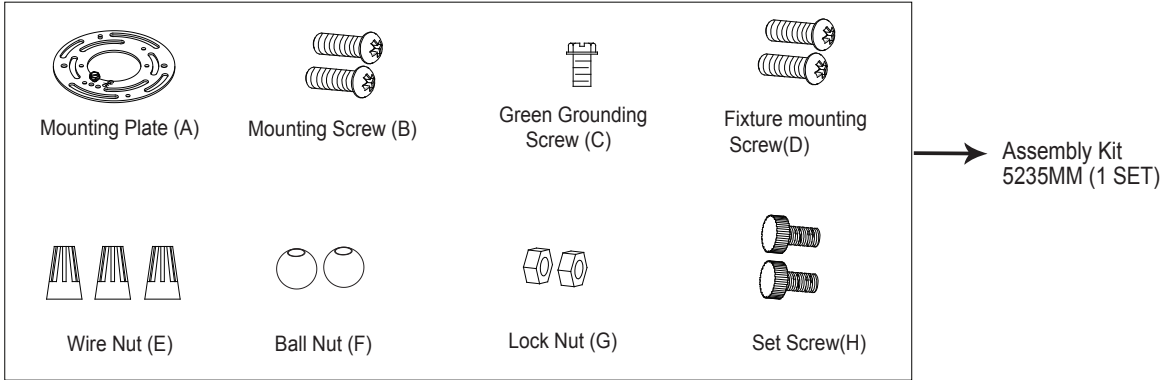 Mounting Plate (A)
Mounting Screw (B)
Green Grounding
Screw (C)
Fixture mounting
Screw(D)
Wire Nut (E)
Ball Nut (F)
Lock Nut (G)
Set Screw(H)
Assembly Kit
5235MM (1 SET)